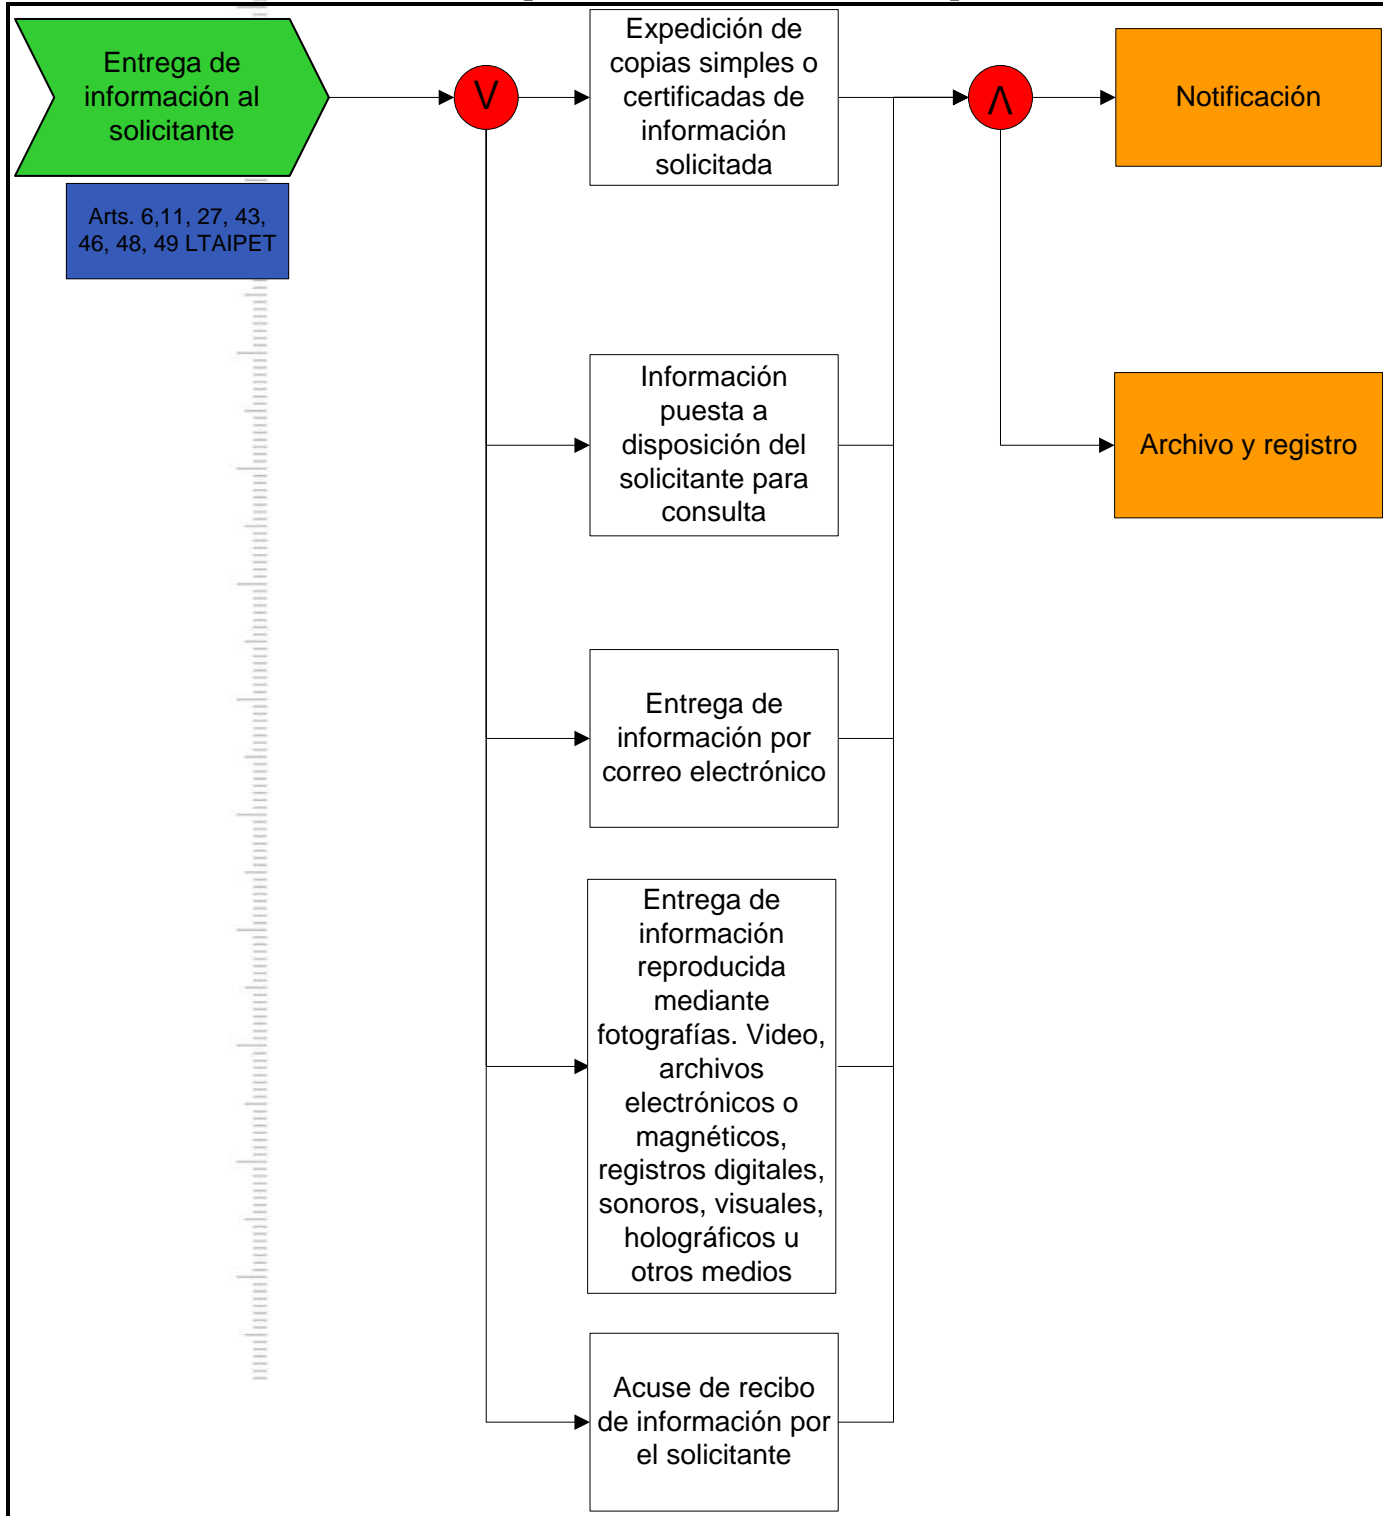 Entrega de
información al
solicitante
Arts. 6,11, 27, 43,
46, 48, 49 LTAIPET
V
Expedición de
copias simples o
certificadas de
información
solicitada
Λ
Notificación
Información
puesta a
disposición del
solicitante para
consulta
Archivo y registro
Entrega de
información por
correo electrónico
Entrega de
información
reproducida
mediante
fotografías. Video,
archivos
electrónicos o
magnéticos,
registros digitales,
sonoros, visuales,
holográficos u
otros medios
Acuse de recibo
de información por
el solicitante